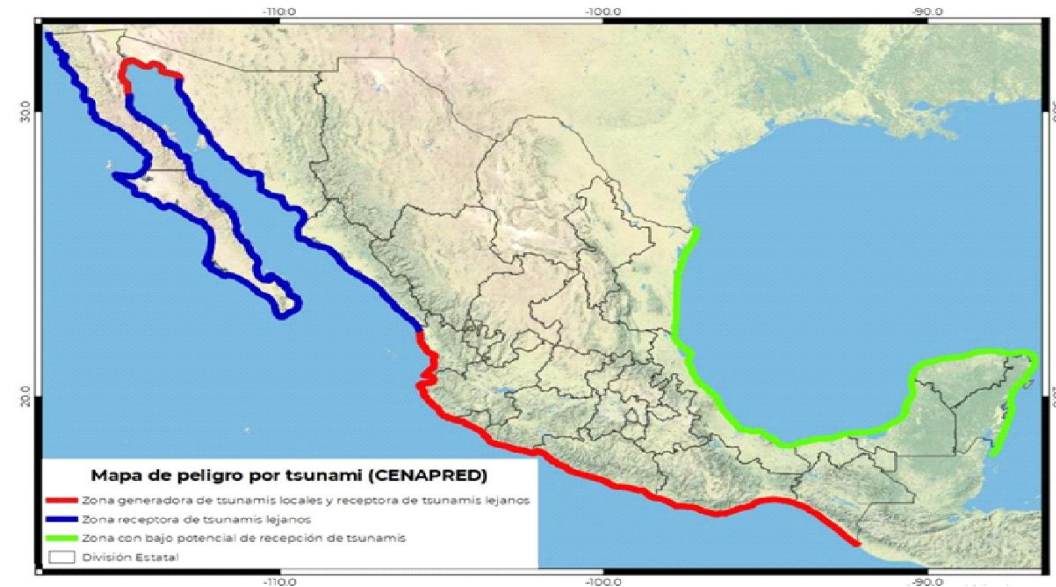 -110.0 -100.0 -90.0
30.0
20.0
Mapa de peligro por tsunami (CENAPRED)
Zona generadora de tsunamis locales y receptora de tsunamis lejanos
Zona receptora de tsunamis lejanos
Zona con bajo potencial de recepción de tsunamis
División Estatal
-110.0 -100.0 -90.0